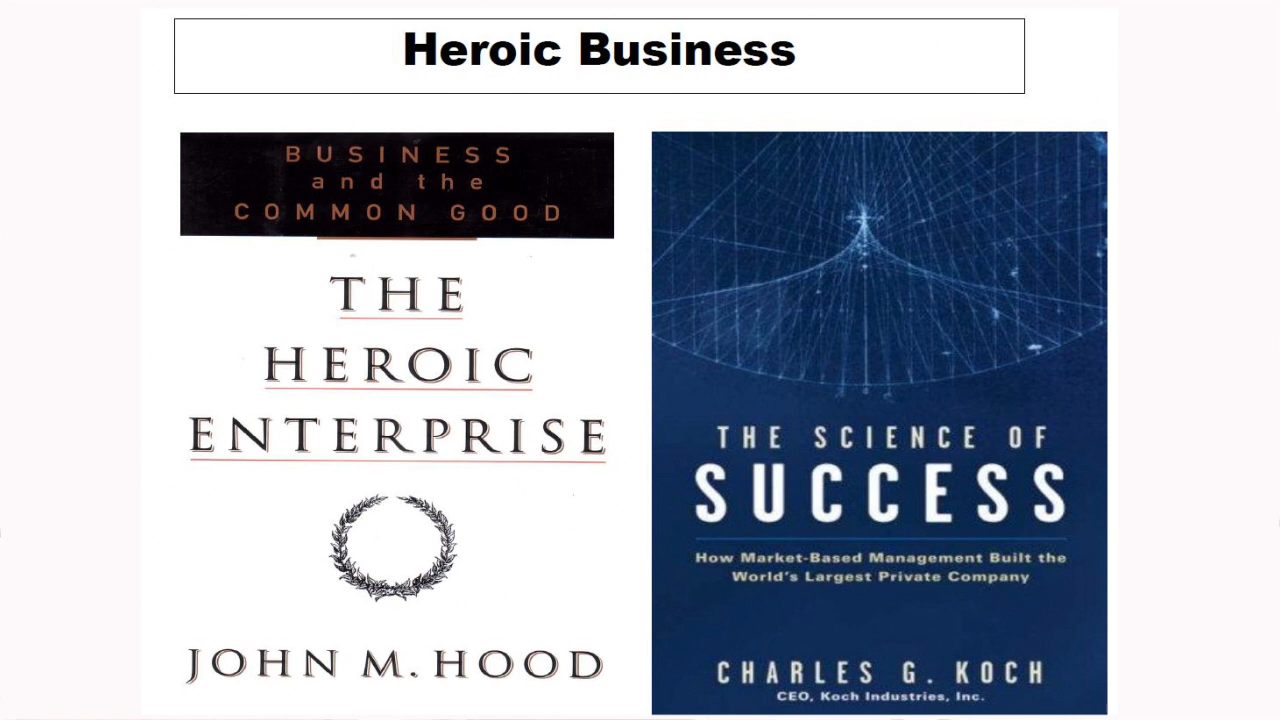 Heroic Business
BUSINESS
and the
COMMON GOOD
THE
HEROIC
ENTERPRISE
JOHN M. HOOD
THE SCIENCE OF
SUCCESS
How Market-Based Management Built the
World's Largest Private Company
CHARLES G. KOCH
CEO, Koch Industries, Inc.